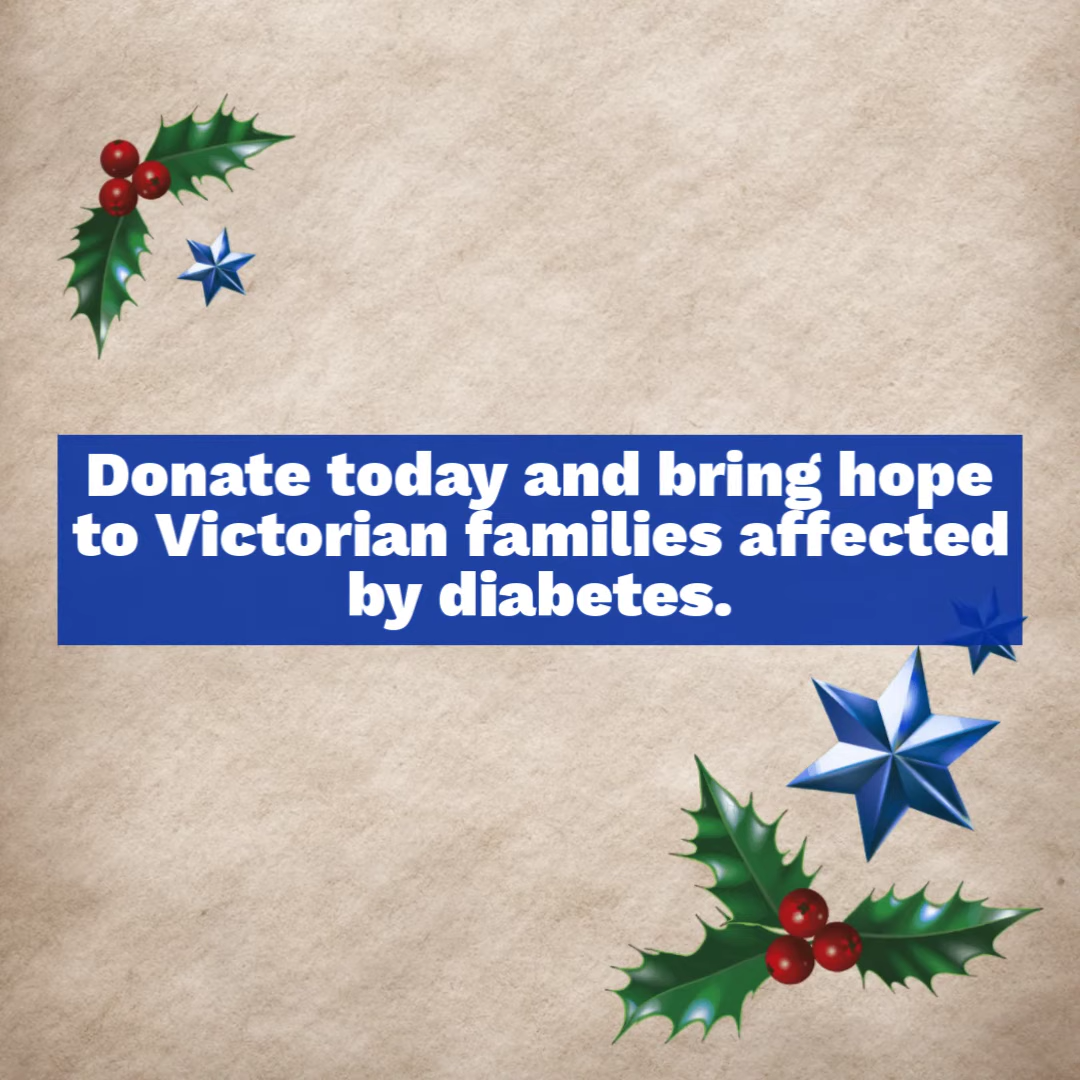 Donate today and bring hope
to Victorian families affected
by diabetes.